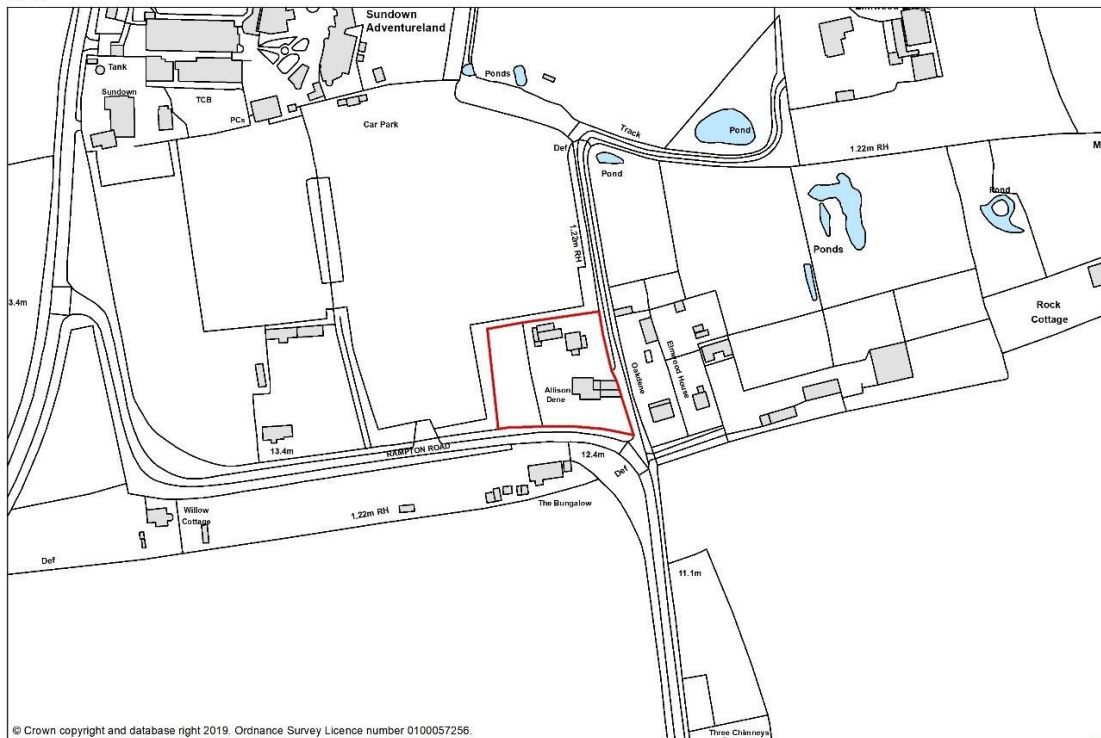 Sundown
Adventureland
Tank
Sundown
TCB
PCs
Car Park
Ponds
Track
Pond
Def
Pond
1.22m RH
1.22m RH
Pond
Ponds
3.4m
Rock
Cottage
Oakdene
Elmwood House
Allison
Dene
RAMPTON ROAD
13.4m
12.4m
Def
The Bungalow
Willow
Cottage
1.22m RH
Def
11.1m
Three Chimneys
© Crown copyright and database right 2019. Ordnance Survey Licence number 0100057256.